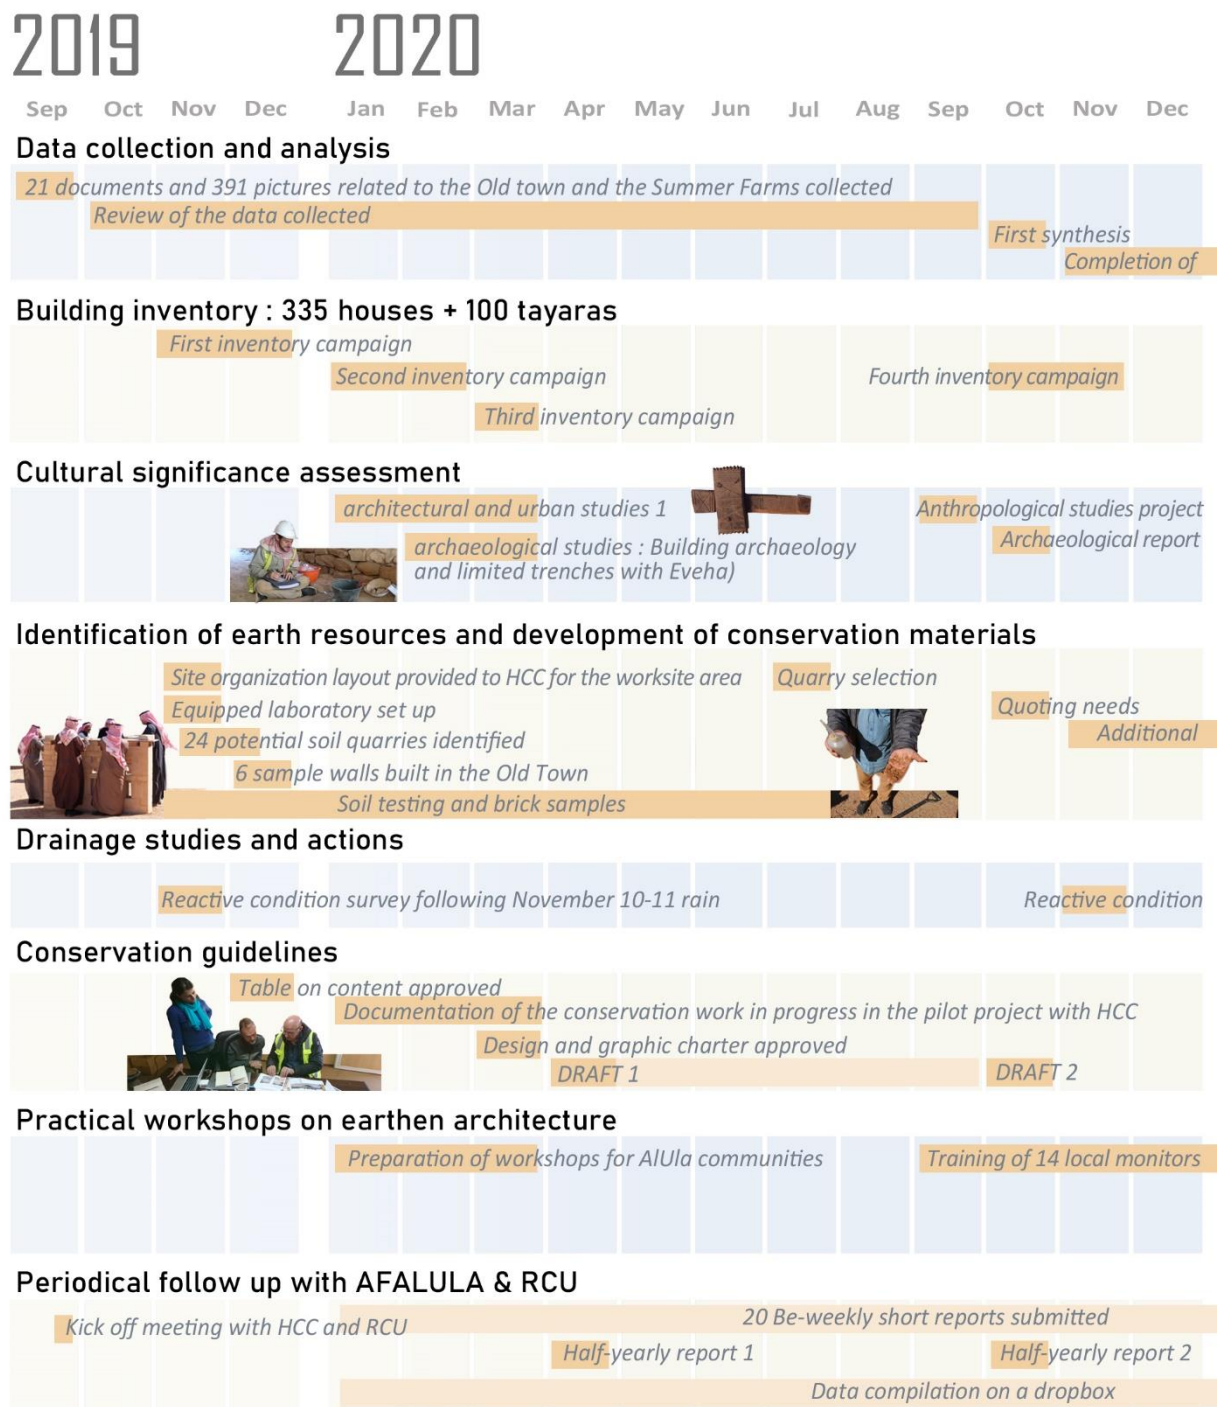 2019 2020
Sep Oct Nov Dec Jan Feb Mar Apr May Jun Jul Aug Sep Oct Nov Dec
Data collection and analysis
21 documents and 391 pictures related to the Old town and the Summer Farms collected
Review of the data collected
First synthesis
Completion of
Building inventory : 335 houses + 100 tayaras
First inventory campaign
Second inventory campaign
Fourth inventory campaign
Third inventory campaign
Cultural significance assessment
architectural and urban studies 1
Anthropological studies project
archaeological studies : Building archaeology
and limited trenches with Eveha)
Archaeological report
Identification of earth resources and development of conservation materials
Site organization layout provided to HCC for the worksite area
Quarry selection
Equipped laboratory set up
Quoting needs
24 potential soil quarries identified
Additional
6 sample walls built in the Old Town
Soil testing and brick samples
Drainage studies and actions
Reactive condition survey following November 10-11 rain
Reactive condition
Conservation guidelines
Table on content approved
Documentation of the conservation work in progress in the pilot project with HCC
Design and graphic charter approved
DRAFT 1
DRAFT 2
Practical workshops on earthen architecture
Preparation of workshops for AlUla communities
Training of 14 local monitors
Periodical follow up with AFALULA & RCU
20 Be-weekly short reports submitted
Kick off meeting with HCC and RCU
Half-yearly report 1
Half-yearly report 2
Data compilation on a dropbox